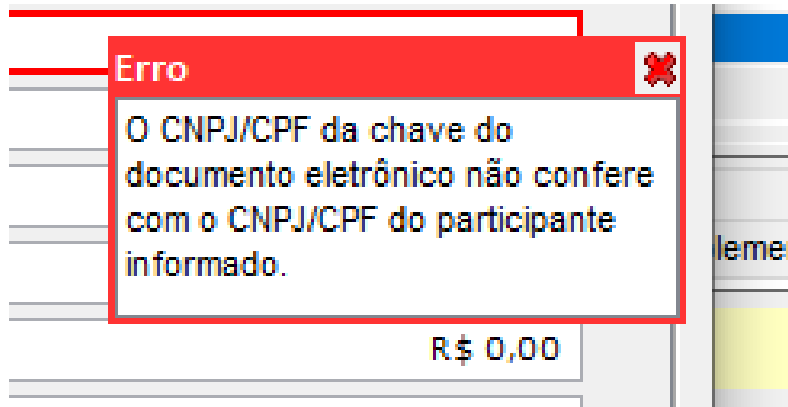 Erro
O CNPJ/CPF da chave do
documento eletrônico não confere
com o CNPJ/CPF do participante
informado.
R$ 0,00